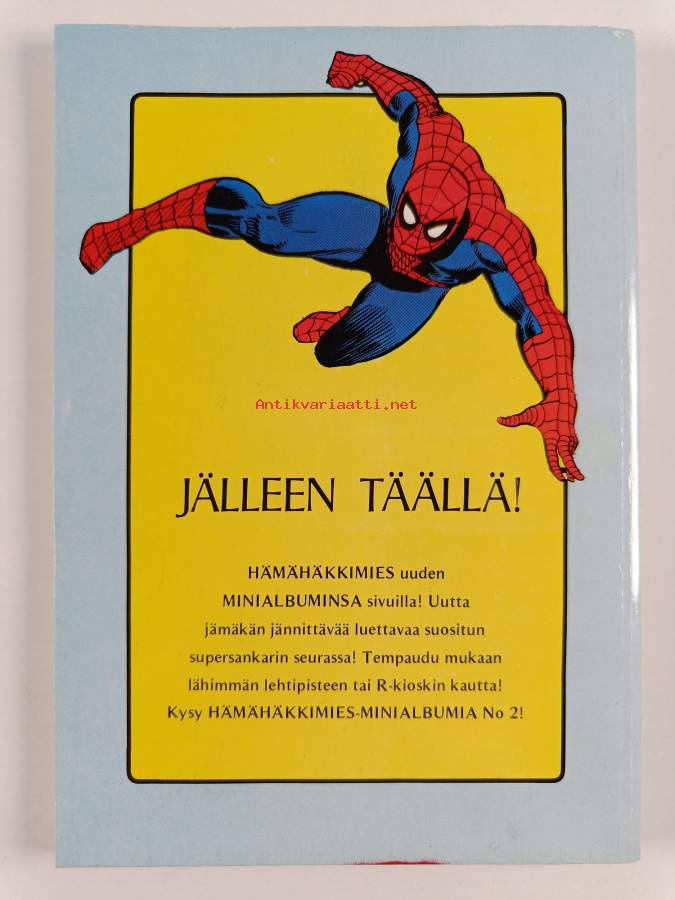 Antikvariaatti.net
JÄLLEEN TÄÄLLÄ!
HÄMÄHÄKKIMIES uuden
MINIALBUMINSA sivuilla! Uutta
jämäkän jännittävää luettavaa suositun
supersankarin seurassa! Tempaudu mukaan
lähimmän lehtipisteen tai R-kioskin kautta!
Kysy HÄMÄHÄKKIMIES-MINIALBUMIA No 2!